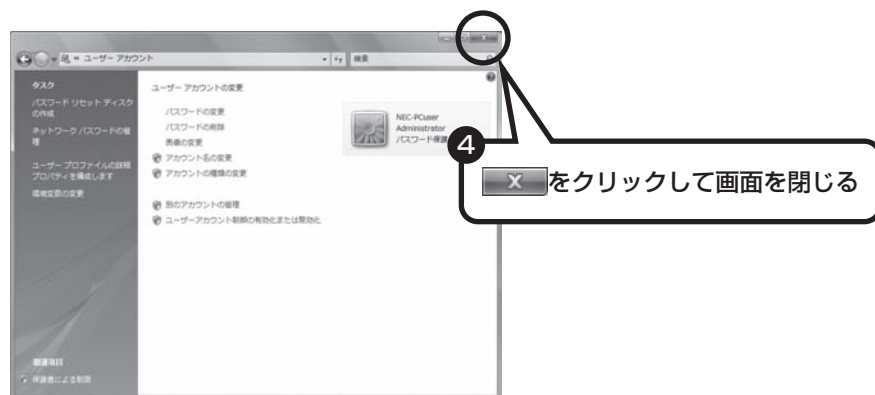 ユーザー アカウント
検索
タスク
パスワード リセット ディスク
の作成
ネットワーク パスワードの管
理
ユーザー プロファイルの詳細
プロパティを構成します
環境変数の変更
関連項目
保護者による制限
ユーザー アカウントの変更
パスワードの変更
パスワードの削除
画像の変更
アカウント名の変更
アカウントの種類の変更
別のアカウントの管理
ユーザーアカウント制御の有効化または無効化
NEC-PCuser
Administrator
パスワード保護
4
X をクリックして画面を閉じる